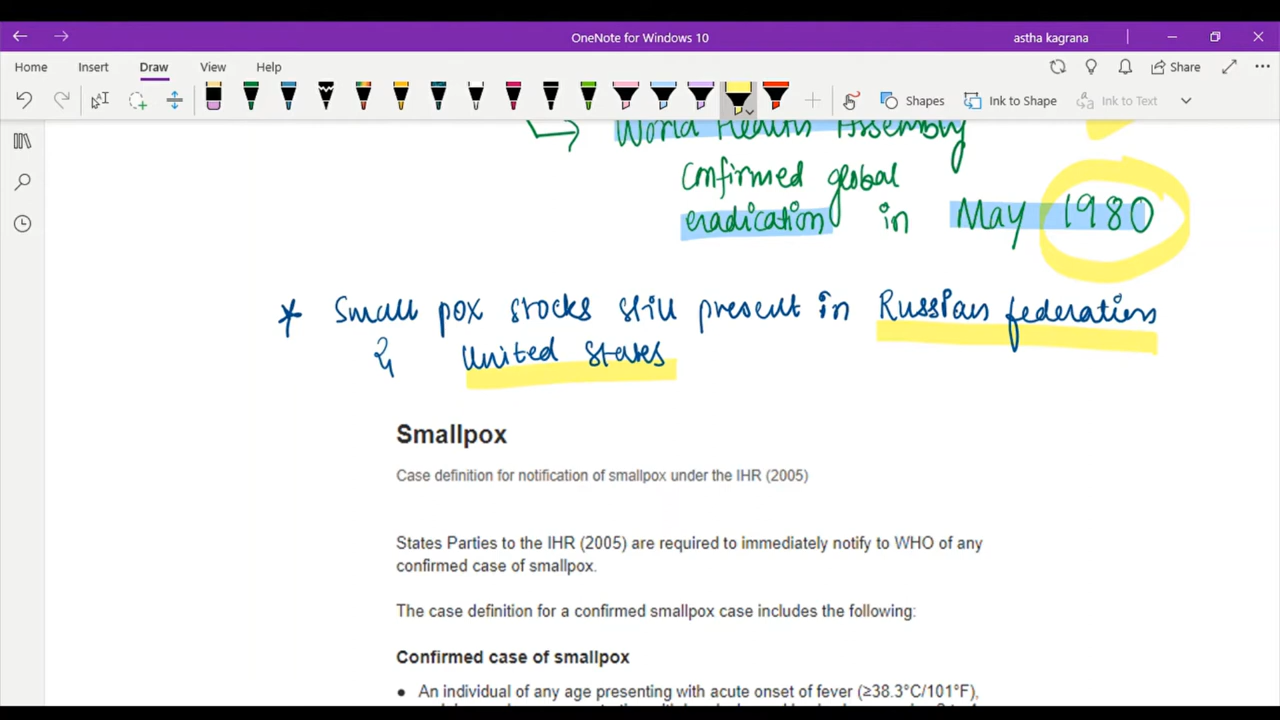 OneNote for Windows 10
astha kagrana
Home Insert Draw View Help
Share
Shapes
Ink to Shape
Ink to Text
World Health Assembly
Confirmed global
eradication in May 1980
* Small pox stocks still present in Russian federation
& United States
Smallpox
Case definition for notification of smallpox under the IHR (2005)
States Parties to the IHR (2005) are required to immediately notify to WHO of any
confirmed case of smallpox.
The case definition for a confirmed smallpox case includes the following:
Confirmed case of smallpox
• An individual of any age presenting with acute onset of fever (≥38.3°C/101°F),